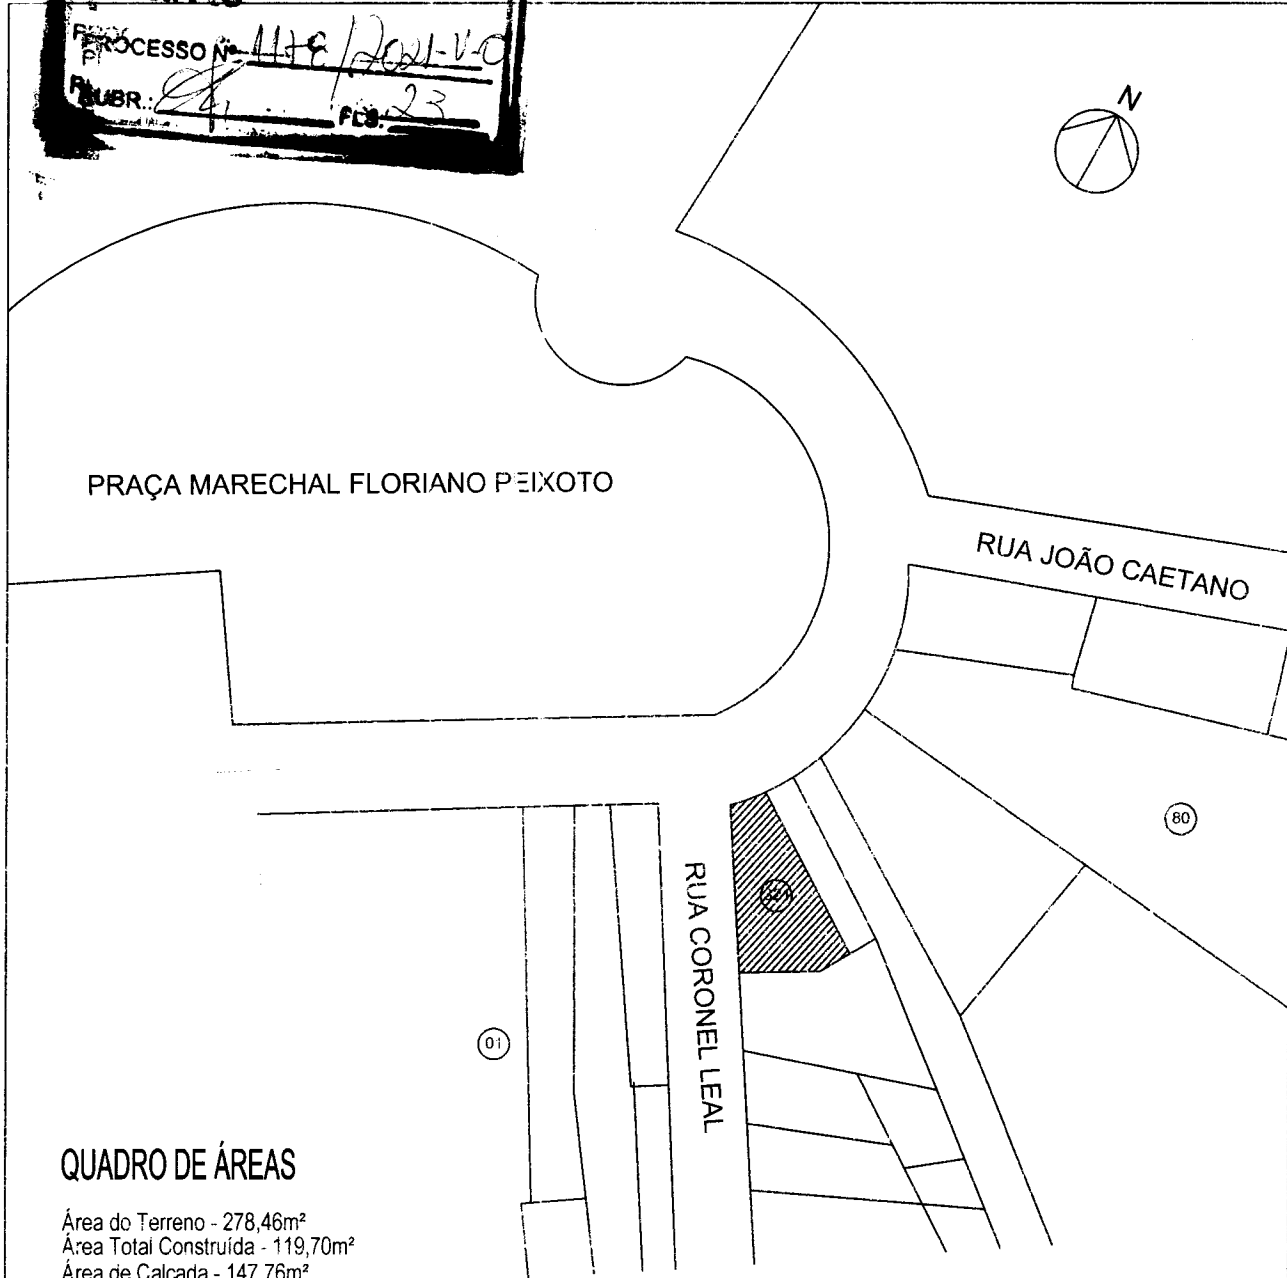 PROCESSO Nº
RUBR.: FLS. 23
N
PRAÇA MARECHAL FLORIANO PEIXOTO
RUA JOÃO CAETANO
80
RUA CORONEL LEAL
01
QUADRO DE ÁREAS
Área do Terreno - 278,46m²
Área Total Construída - 119,70m²
Área de Calçada - 147,76m²